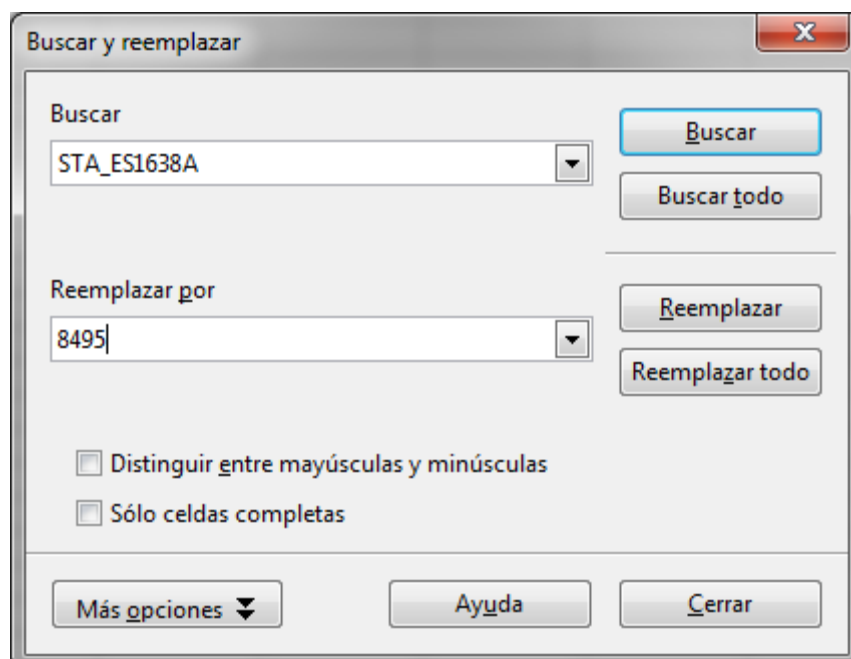 Buscar y reemplazar
Buscar
STA_ES1638A
Buscar
Buscar todo
Reemplazar por
8495
Reemplazar
Reemplazar todo
Distinguir entre mayúsculas y minúsculas
Sólo celdas completas
Más opciones
Ayuda
Cerrar